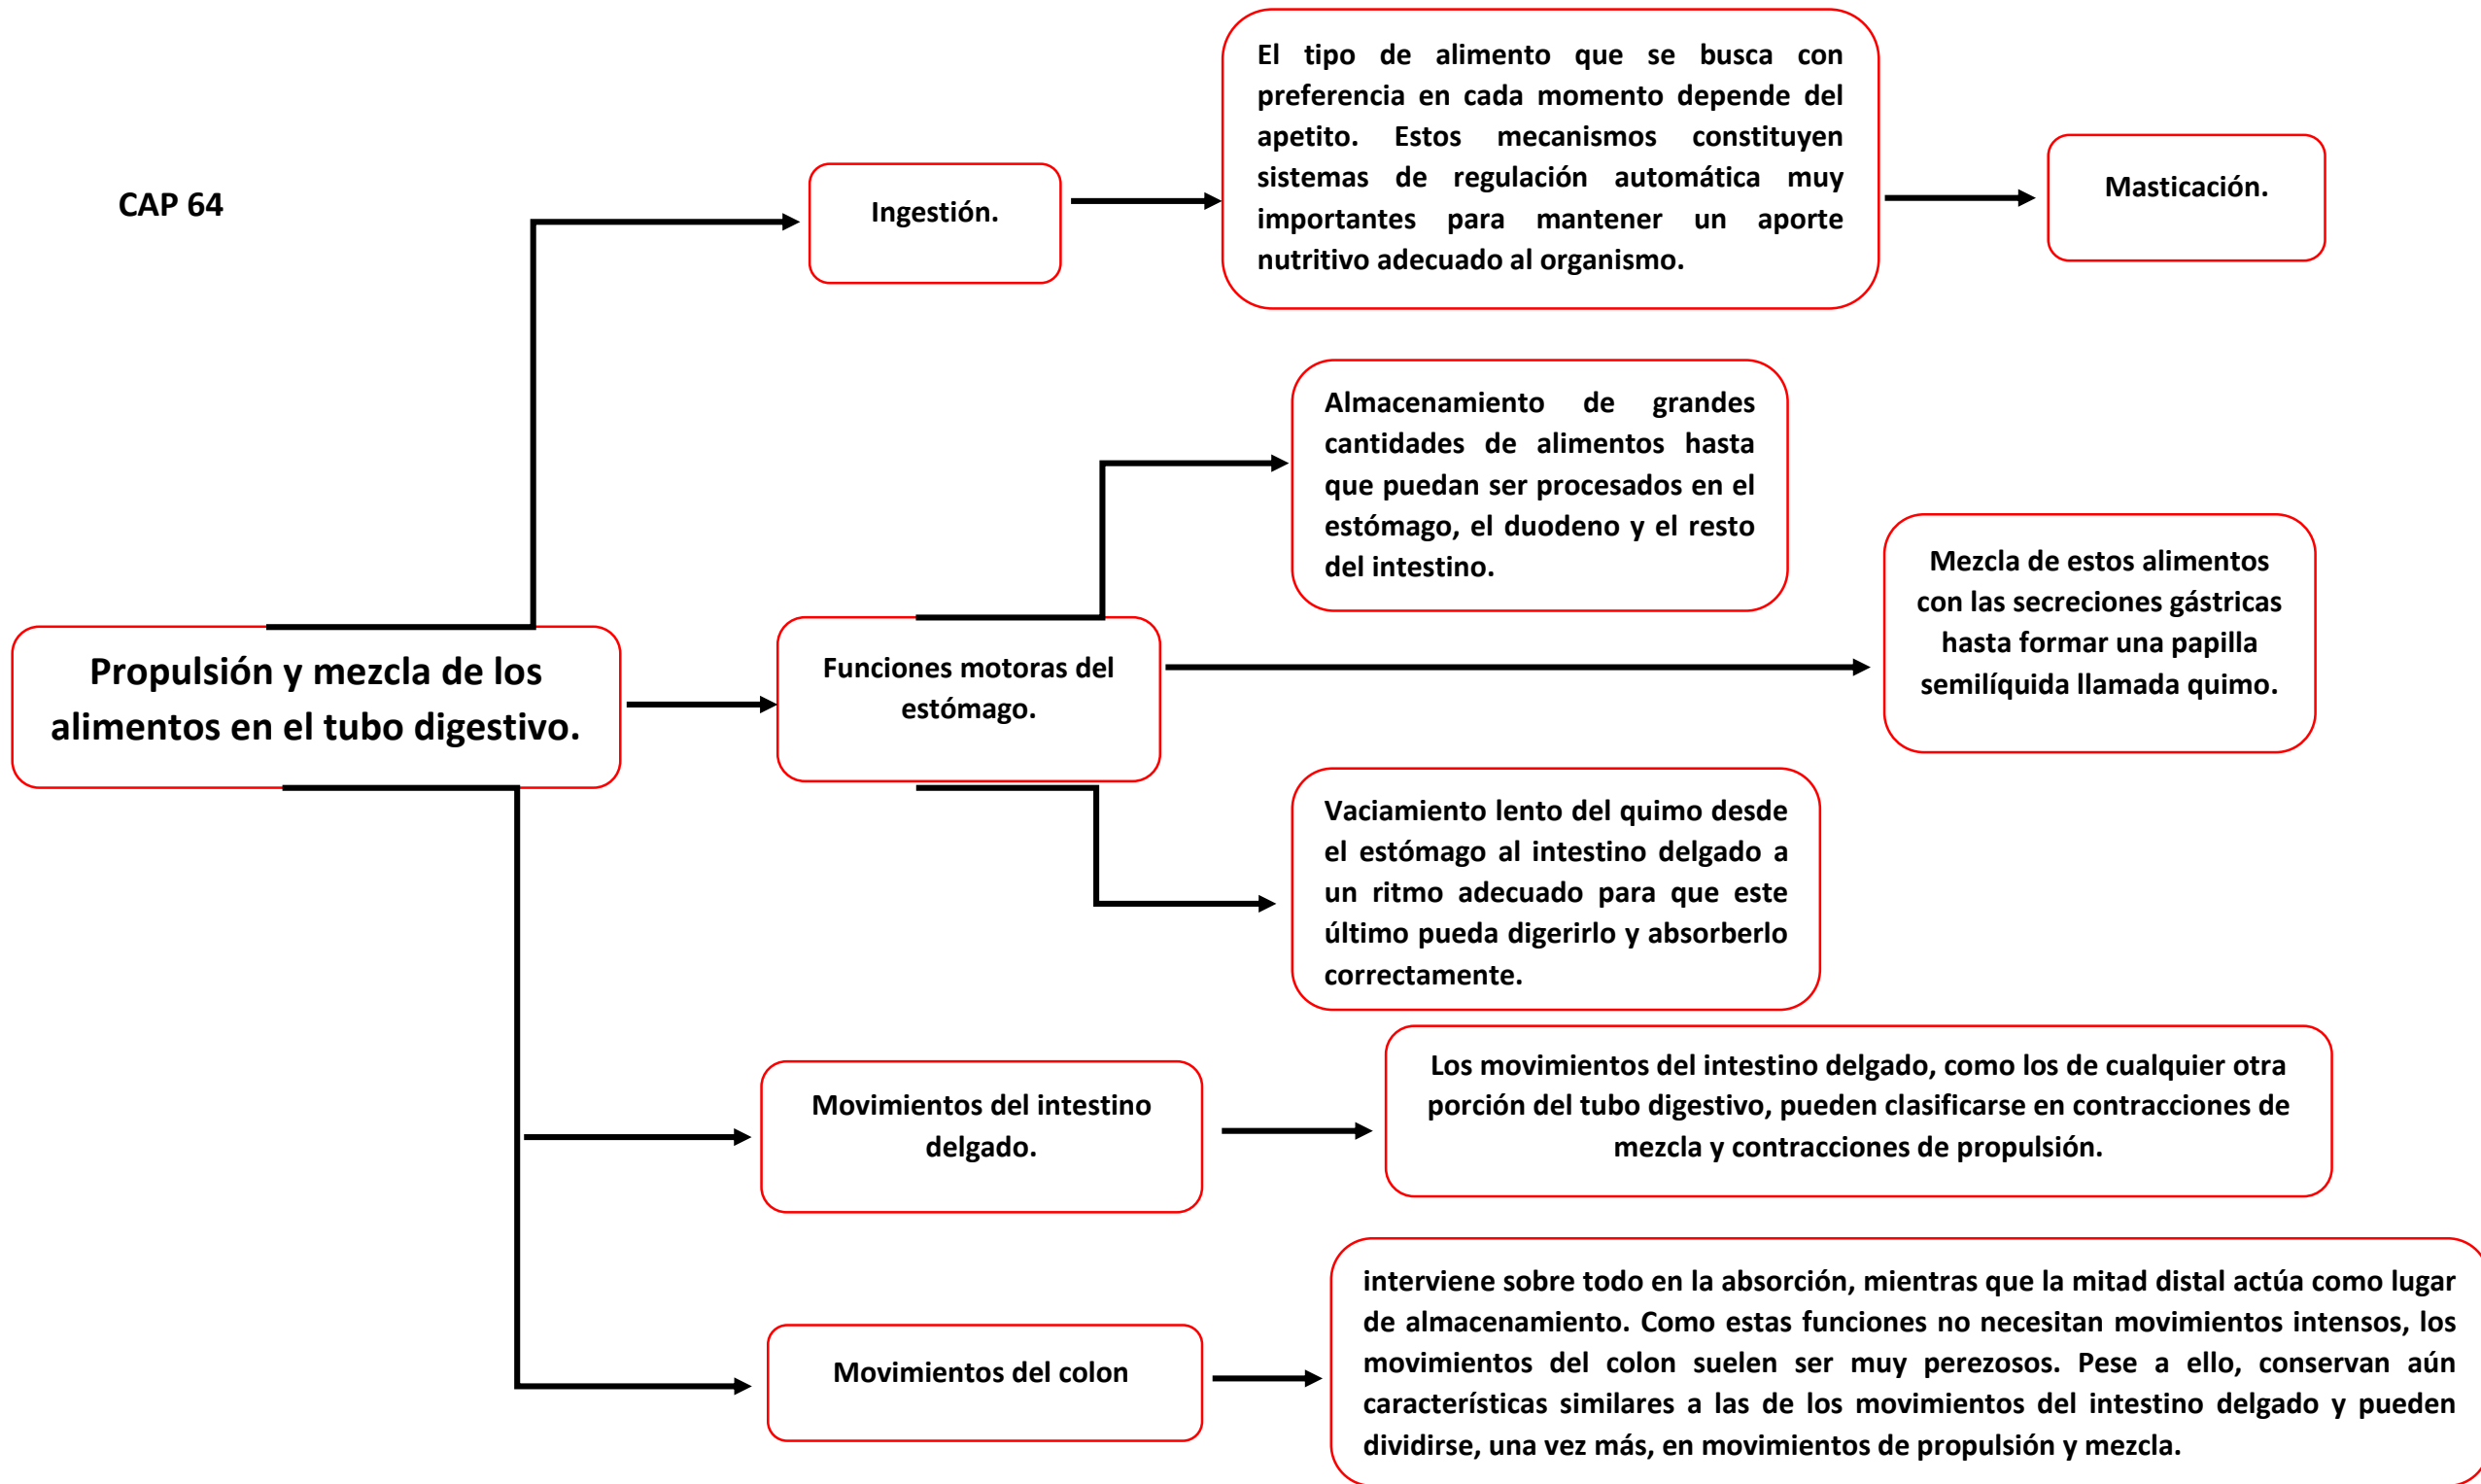 CAP 64
Ingestión.
El tipo de alimento que se busca con
preferencia en cada momento depende del
apetito. Estos mecanismos constituyen
sistemas de regulación automática muy
importantes para mantener un aporte
nutritivo adecuado al organismo.
Masticación.
Propulsión y mezcla de los
alimentos en el tubo digestivo.
Funciones motoras del
estómago.
Almacenamiento de grandes
cantidades de alimentos hasta
que puedan ser procesados en el
estómago, el duodeno y el resto
del intestino.
Mezcla de estos alimentos
con las secreciones gástricas
hasta formar una papilla
semilíquida llamada quimo.
Vaciamiento lento del quimo desde
el estómago al intestino delgado a
un ritmo adecuado para que este
último pueda digerirlo y absorberlo
correctamente.
Movimientos del intestino
delgado.
Los movimientos del intestino delgado, como los de cualquier otra
porción del tubo digestivo, pueden clasificarse en contracciones de
mezcla y contracciones de propulsión.
Movimientos del colon
interviene sobre todo en la absorción, mientras que la mitad distal actúa como lugar
de almacenamiento. Como estas funciones no necesitan movimientos intensos, los
movimientos del colon suelen ser muy perezosos. Pese a ello, conservan aún
características similares a las de los movimientos del intestino delgado y pueden
dividirse, una vez más, en movimientos de propulsión y mezcla.